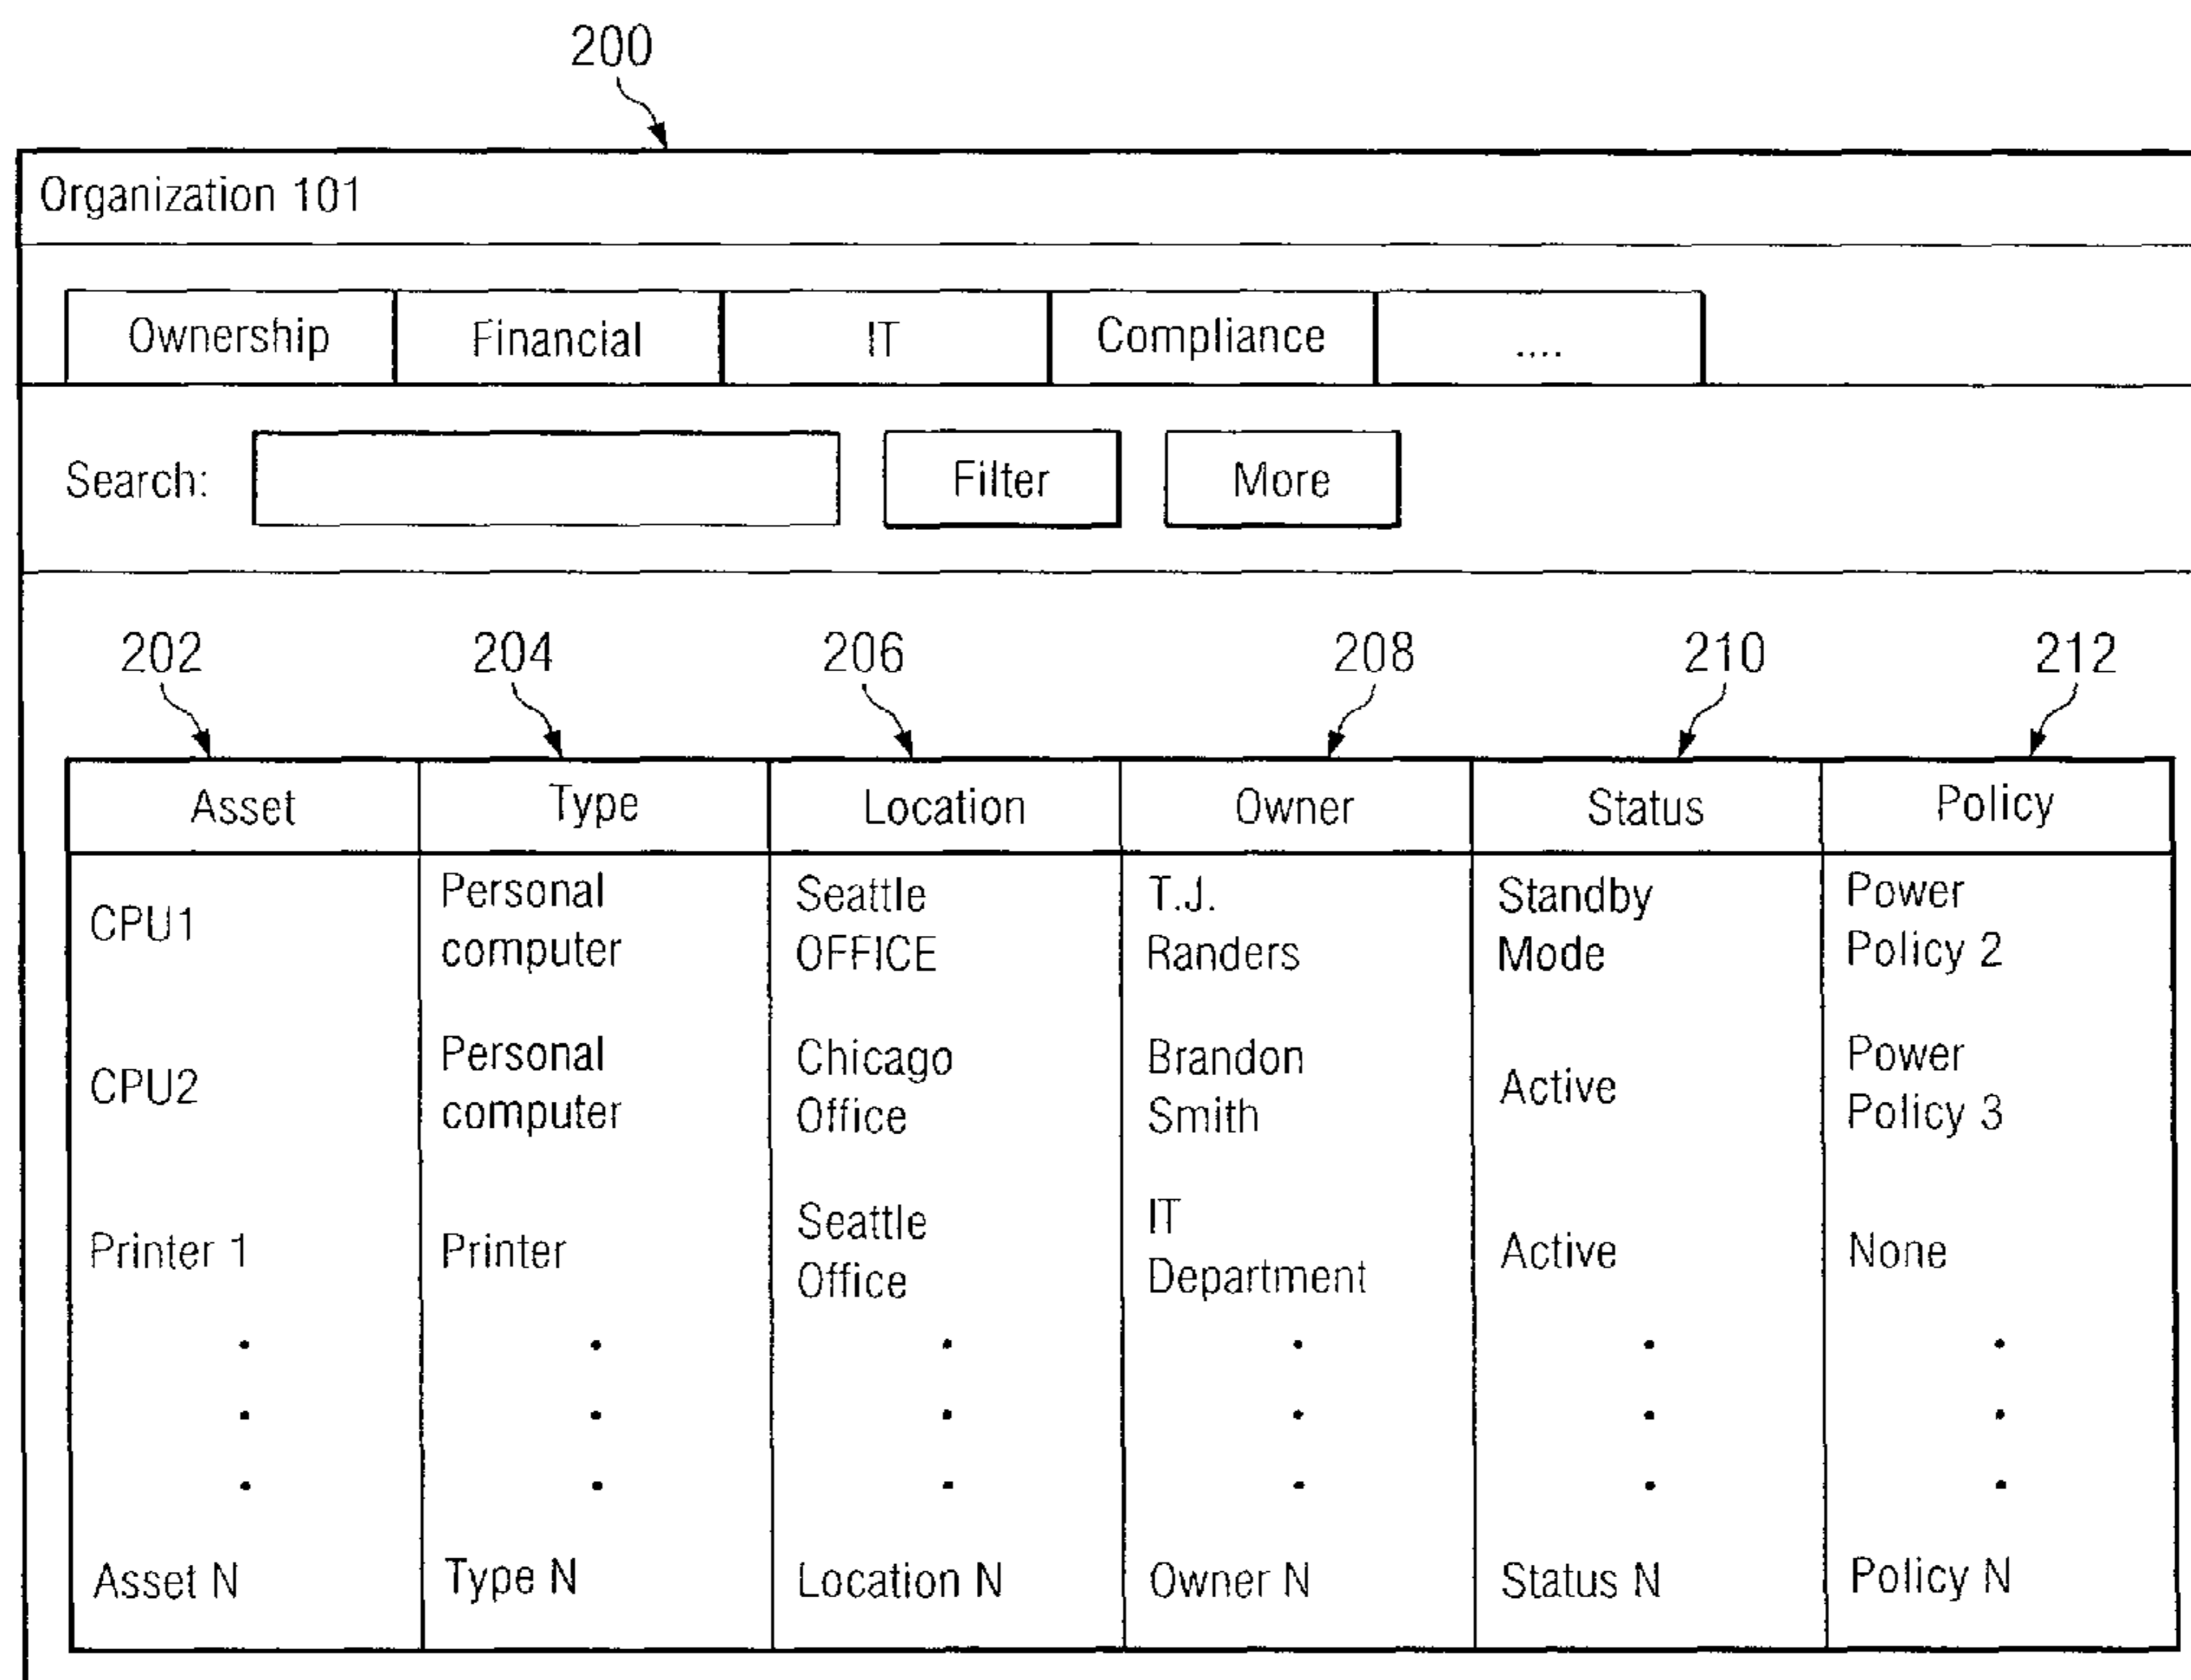 200
Organization 101
Ownership Financial IT Compliance ....
Search: Filter More
202 204 206 208 210 212
Asset Type Location Owner Status Policy
CPU1 Personal computer Seattle OFFICE T.J. Randers Standby Mode Power Policy 2
CPU2 Personal computer Chicago Office Brandon Smith Active Power Policy 3
Printer 1 Printer Seattle Office IT Department Active None
Asset N Type N Location N Owner N Status N Policy N